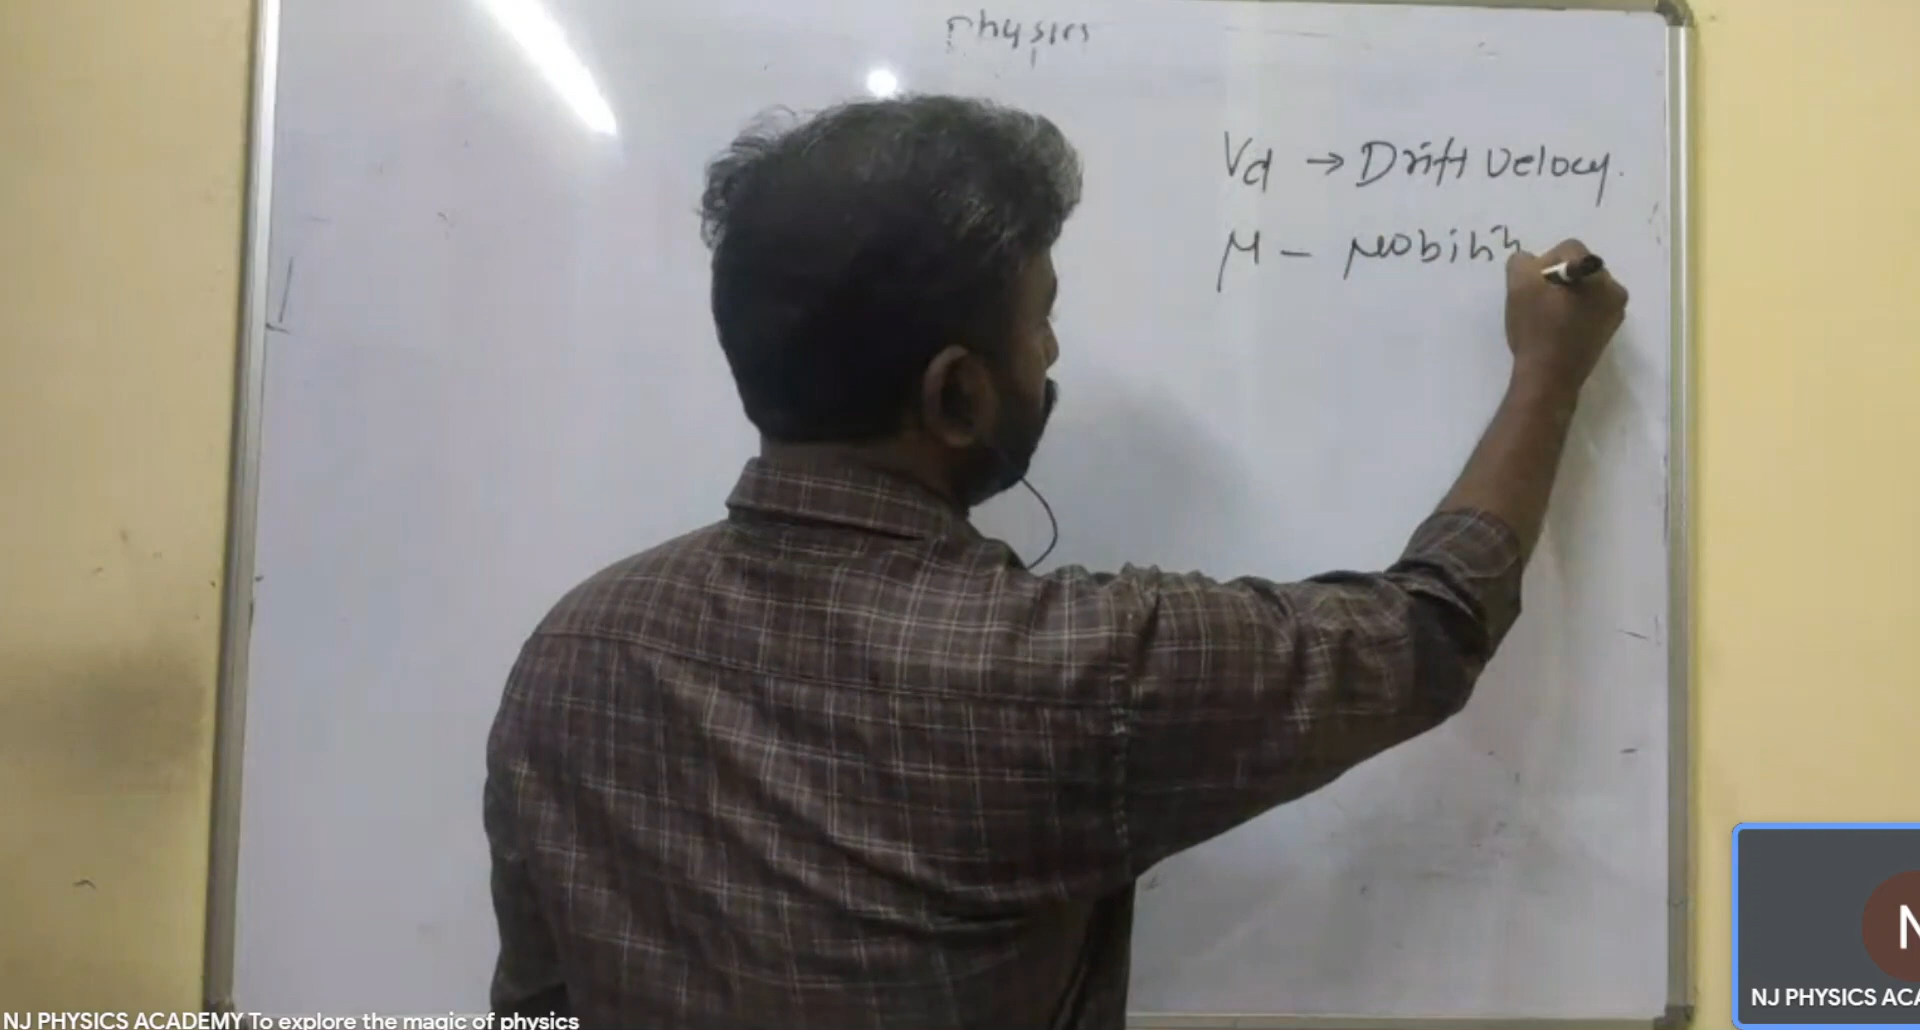 Physics
Vd → Drift velocy.
μ - mobility
N
NJ PHYSICS ACA
NJ PHYSICS ACADEMY To explore the magic of physics